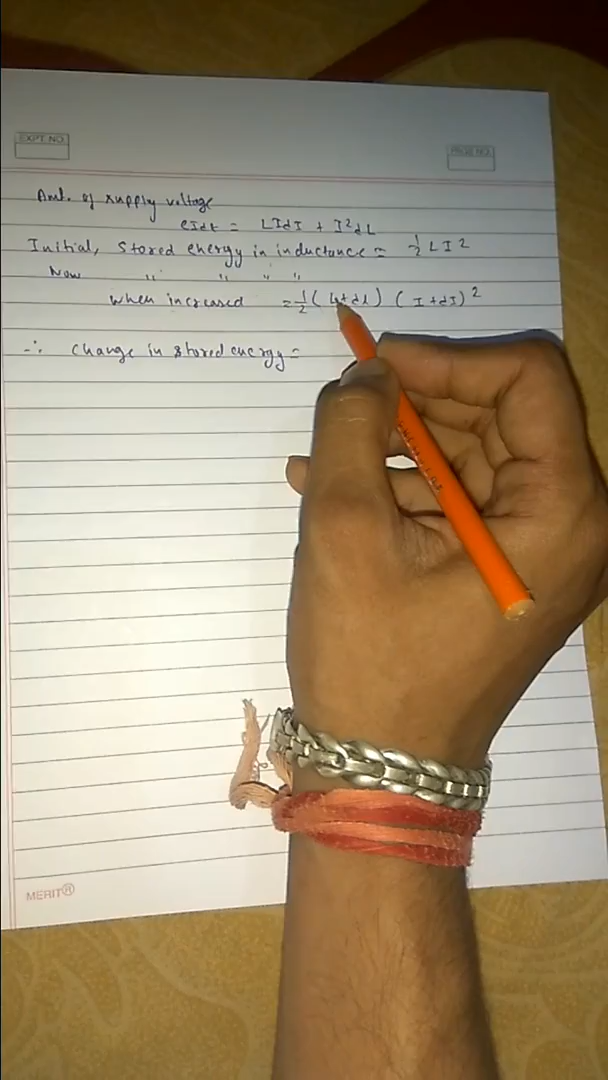 EXPT. NO.
PAGE NO.
Amt. of supply voltage
eIdt = LIdI + I²dL
Initial, stored energy in inductance = ½ L I²
Now " " " "
when increased = ½ (L+dL) (I+dI)²
∴ change in stored energy =
MERIT®